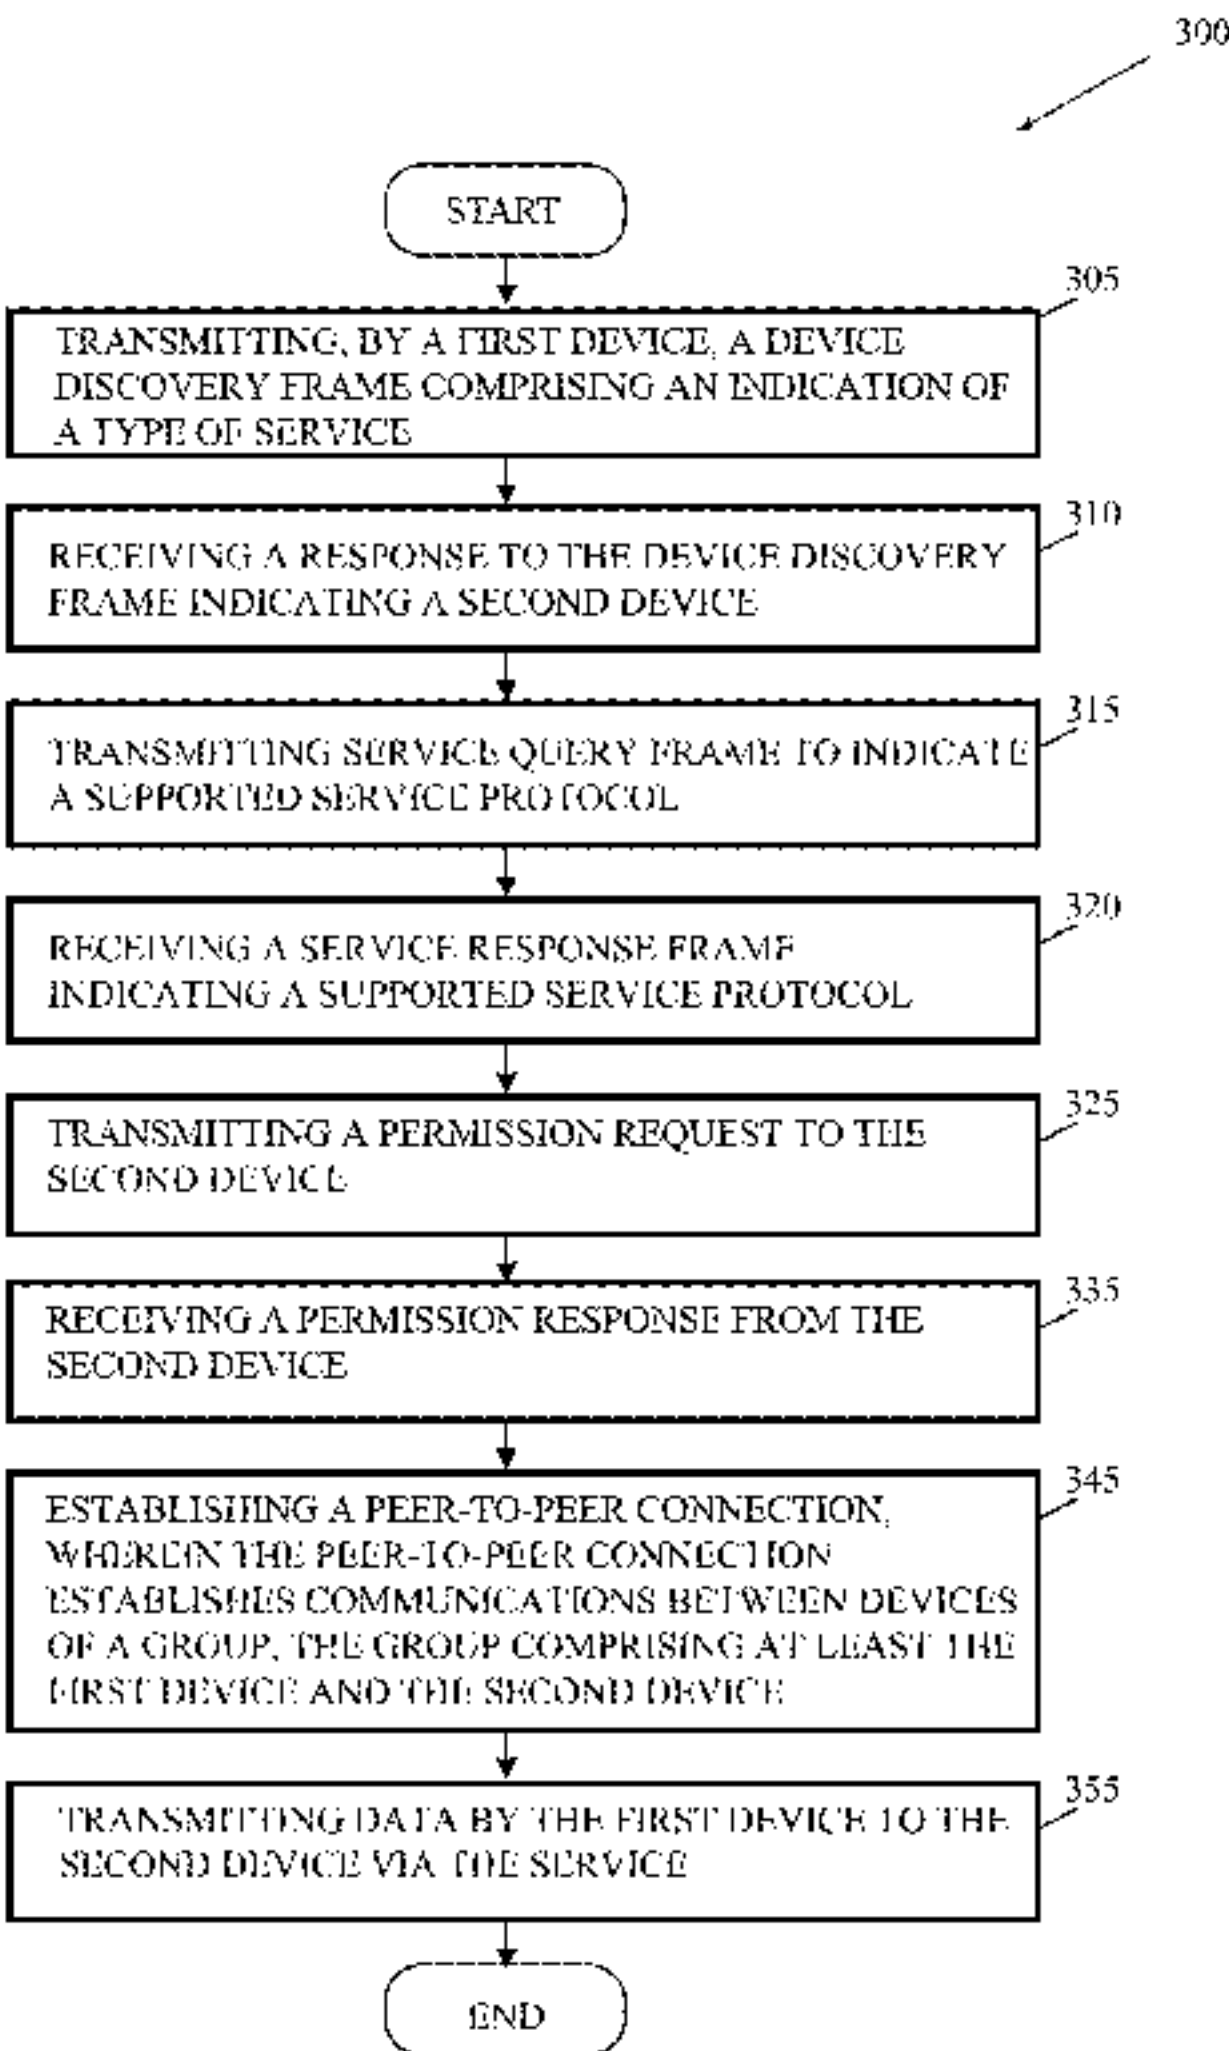 300
START
305
TRANSMITTING, BY A FIRST DEVICE, A DEVICE
DISCOVERY FRAME COMPRISING AN INDICATION OF
A TYPE OF SERVICE
310
RECEIVING A RESPONSE TO THE DEVICE DISCOVERY
FRAME INDICATING A SECOND DEVICE
315
TRANSMITTING SERVICE QUERY FRAME TO INDICATE
A SUPPORTED SERVICE PROTOCOL
320
RECEIVING A SERVICE RESPONSE FRAME
INDICATING A SUPPORTED SERVICE PROTOCOL
325
TRANSMITTING A PERMISSION REQUEST TO THE
SECOND DEVICE
335
RECEIVING A PERMISSION RESPONSE FROM THE
SECOND DEVICE
345
ESTABLISHING A PEER-TO-PEER CONNECTION,
WHEREIN THE PEER-TO-PEER CONNECTION
ESTABLISHES COMMUNICATIONS BETWEEN DEVICES
OF A GROUP, THE GROUP COMPRISING AT LEAST THE
FIRST DEVICE AND THE SECOND DEVICE
355
TRANSMITTING DATA BY THE FIRST DEVICE TO THE
SECOND DEVICE VIA THE SERVICE
END